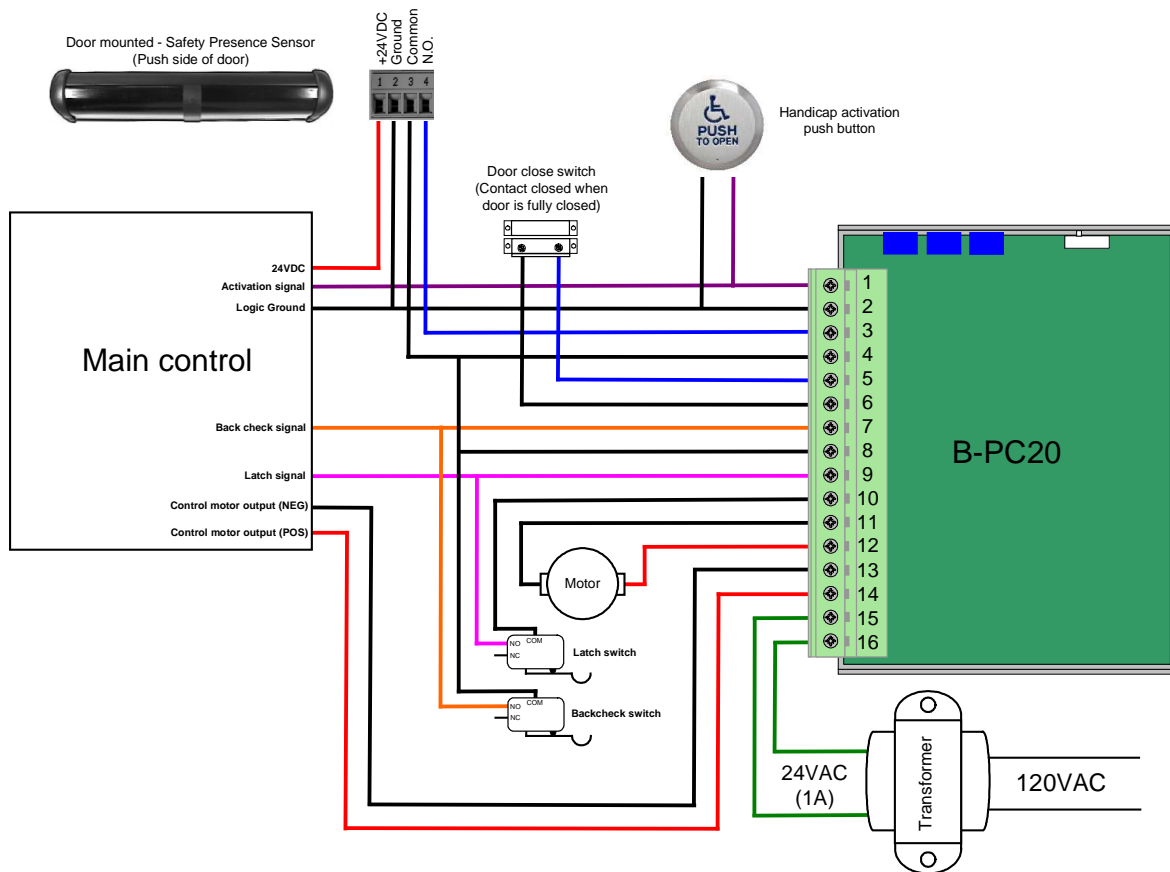 Door mounted - Safety Presence Sensor
(Push side of door)
+24VDC
Ground
Common
N.O.
1 2 3 4
PUSH
TO OPEN
Handicap activation
push button
Door close switch
(Contact closed when
door is fully closed)
24VDC
Activation signal
Logic Ground
Main control
Back check signal
Latch signal
Control motor output (NEG)
Control motor output (POS)
1
2
3
4
5
6
7
8
9
10
11
12
13
14
15
16
B-PC20
Motor
COM
NO
NC
Latch switch
COM
NO
NC
Backcheck switch
24VAC
(1A)
Transformer
120VAC